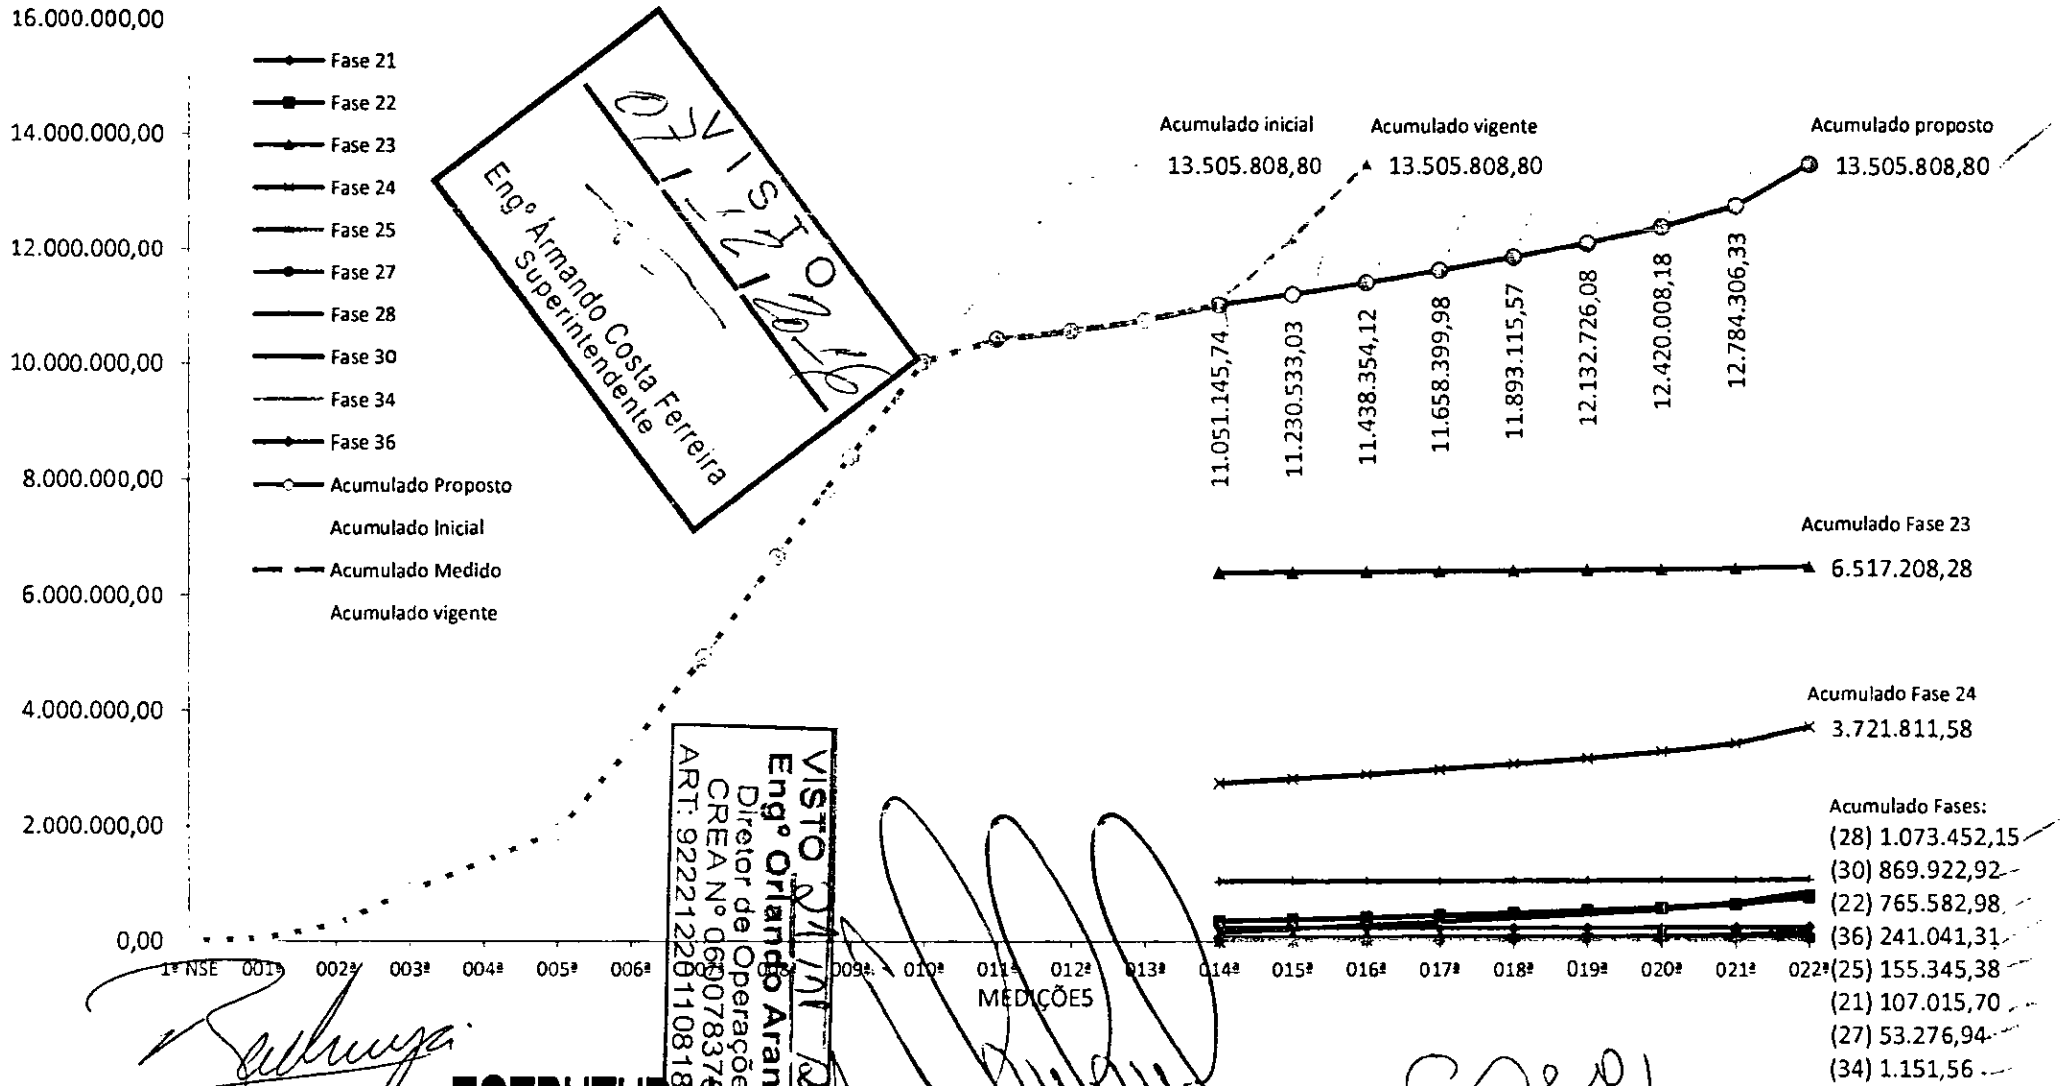 16.000.000,00
14.000.000,00
12.000.000,00
10.000.000,00
8.000.000,00
6.000.000,00
4.000.000,00
2.000.000,00
0,00
Fase 21
Fase 22
Fase 23
Fase 24
Fase 25
Fase 27
Fase 28
Fase 30
Fase 34
Fase 36
Acumulado Proposto
Acumulado Inicial
Acumulado Medido
Acumulado vigente
VISTO
Engº Armando Costa Ferreira
Superintendente
Acumulado inicial
13.505.808,80
Acumulado vigente
13.505.808,80
Acumulado proposto
13.505.808,80
11.051.145,74
11.230.533,03
11.438.354,12
11.658.399,98
11.893.115,57
12.132.726,08
12.420.008,18
12.784.306,33
Acumulado Fase 23
6.517.208,28
Acumulado Fase 24
3.721.811,58
Acumulado Fases:
(28) 1.073.452,15
(30) 869.922,92
(22) 765.582,98
(36) 241.041,31
(25) 155.345,38
(21) 107.015,70
(27) 53.276,94
(34) 1.151,56
VISTO
Engº Orlando Aran
Diretor de Operaçõe
CREA Nº 0600078376
ART: 92221220110818
1ª NSE 001ª 002ª 003ª 004ª 005ª 006ª 007ª 008ª 009ª 010ª 011ª 012ª 013ª 014ª 015ª 016ª 017ª 018ª 019ª 020ª 021ª 022ª
MEDIÇÕES